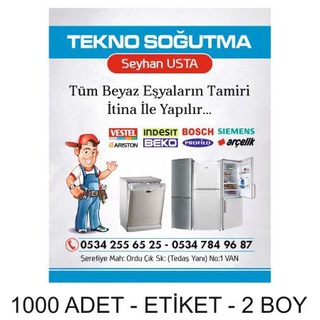 TEKNO SOĞUTMA
Seyhan USTA
Tüm Beyaz Eşyaların Tamiri
İtina İle Yapılır...
VESTEL INDESIT BOSCH SIEMENS
ARISTON BEKO PROFİLO arçelik
0534 255 65 25 - 0534 784 96 87
Şerefiye Mah: Ordu Çık Sk: (Tedaş Yanı) No:1 VAN
1000 ADET - ETİKET - 2 BOY